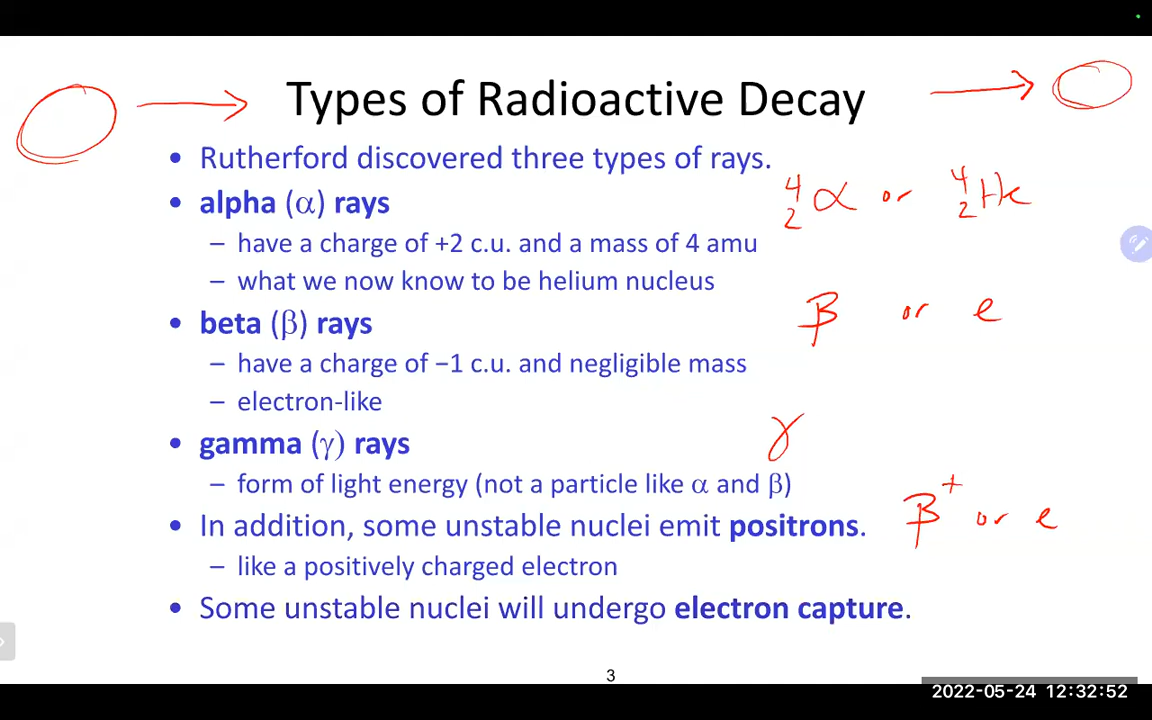 Types of Radioactive Decay
• Rutherford discovered three types of rays.
⁴₂α or ⁴₂He
• alpha (α) rays
– have a charge of +2 c.u. and a mass of 4 amu
– what we now know to be helium nucleus
β or e
• beta (β) rays
– have a charge of −1 c.u. and negligible mass
– electron-like
γ
• gamma (γ) rays
– form of light energy (not a particle like α and β)
β⁺ or e
• In addition, some unstable nuclei emit positrons.
– like a positively charged electron
• Some unstable nuclei will undergo electron capture.
3
2022-05-24 12:32:52